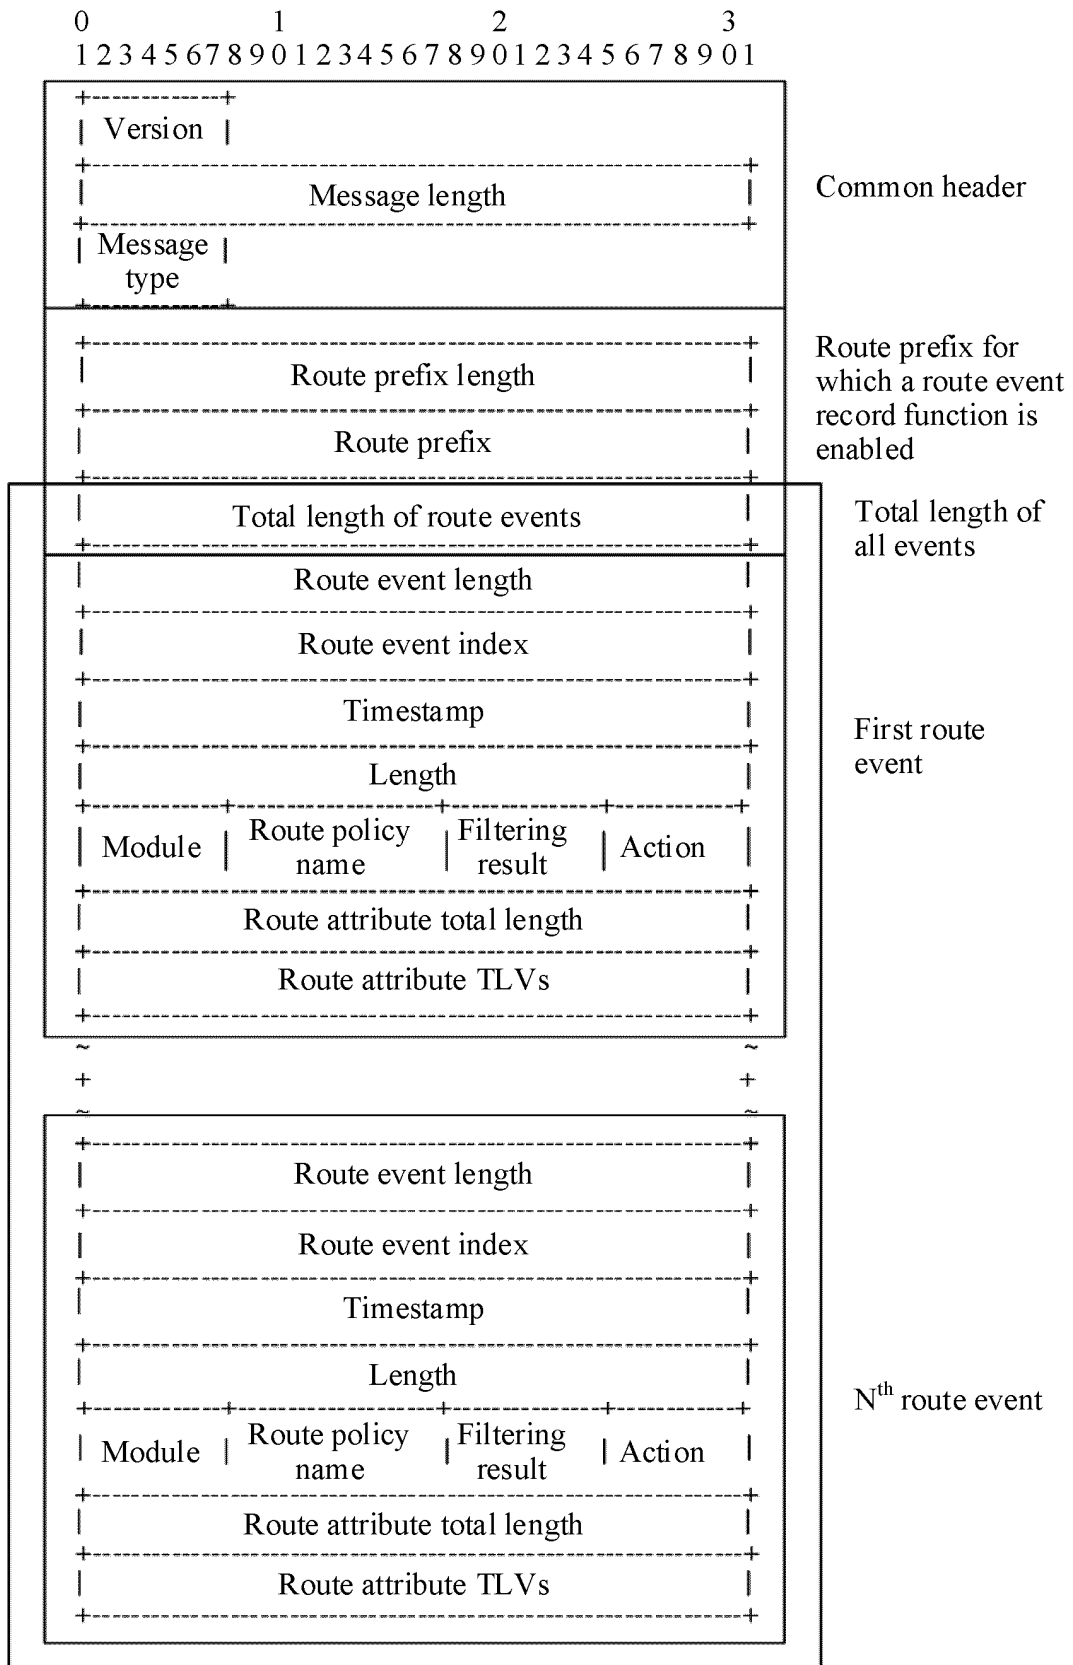 0 1 2 3
1 2 3 4 5 6 7 8 9 0 1 2 3 4 5 6 7 8 9 0 1 2 3 4 5 6 7 8 9 0 1
Version
Message length
Common header
Message
type
Route prefix length
Route prefix
Route prefix for
which a route event
record function is
enabled
Total length of route events
Total length of
all events
Route event length
Route event index
Timestamp
Length
Module
Route policy
name
Filtering
result
Action
Route attribute total length
Route attribute TLVs
First route
event
Route event length
Route event index
Timestamp
Length
Module
Route policy
name
Filtering
result
Action
Route attribute total length
Route attribute TLVs
Nth route event